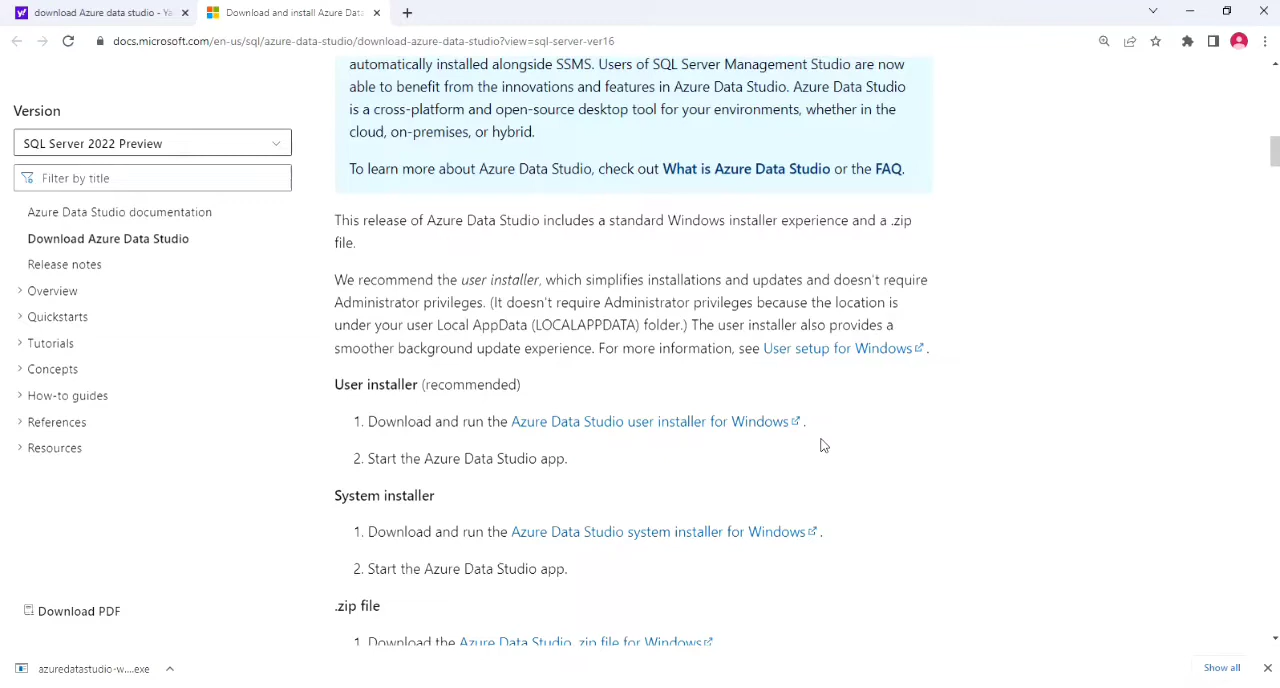 download Azure data studio - Ya
Download and install Azure Data
docs.microsoft.com/en-us/sql/azure-data-studio/download-azure-data-studio?view=sql-server-ver16
Version
SQL Server 2022 Preview
Filter by title
Azure Data Studio documentation
Download Azure Data Studio
Release notes
Overview
Quickstarts
Tutorials
Concepts
How-to guides
References
Resources
Download PDF
automatically installed alongside SSMS. Users of SQL Server Management Studio are now
able to benefit from the innovations and features in Azure Data Studio. Azure Data Studio
is a cross-platform and open-source desktop tool for your environments, whether in the
cloud, on-premises, or hybrid.
To learn more about Azure Data Studio, check out What is Azure Data Studio or the FAQ.
This release of Azure Data Studio includes a standard Windows installer experience and a .zip
file.
We recommend the user installer, which simplifies installations and updates and doesn't require
Administrator privileges. (It doesn't require Administrator privileges because the location is
under your user Local AppData (LOCALAPPDATA) folder.) The user installer also provides a
smoother background update experience. For more information, see User setup for Windows .
User installer (recommended)
1. Download and run the Azure Data Studio user installer for Windows .
2. Start the Azure Data Studio app.
System installer
1. Download and run the Azure Data Studio system installer for Windows .
2. Start the Azure Data Studio app.
.zip file
1. Download the Azure Data Studio .zip file for Windows
azuredatastudio-w....exe
Show all